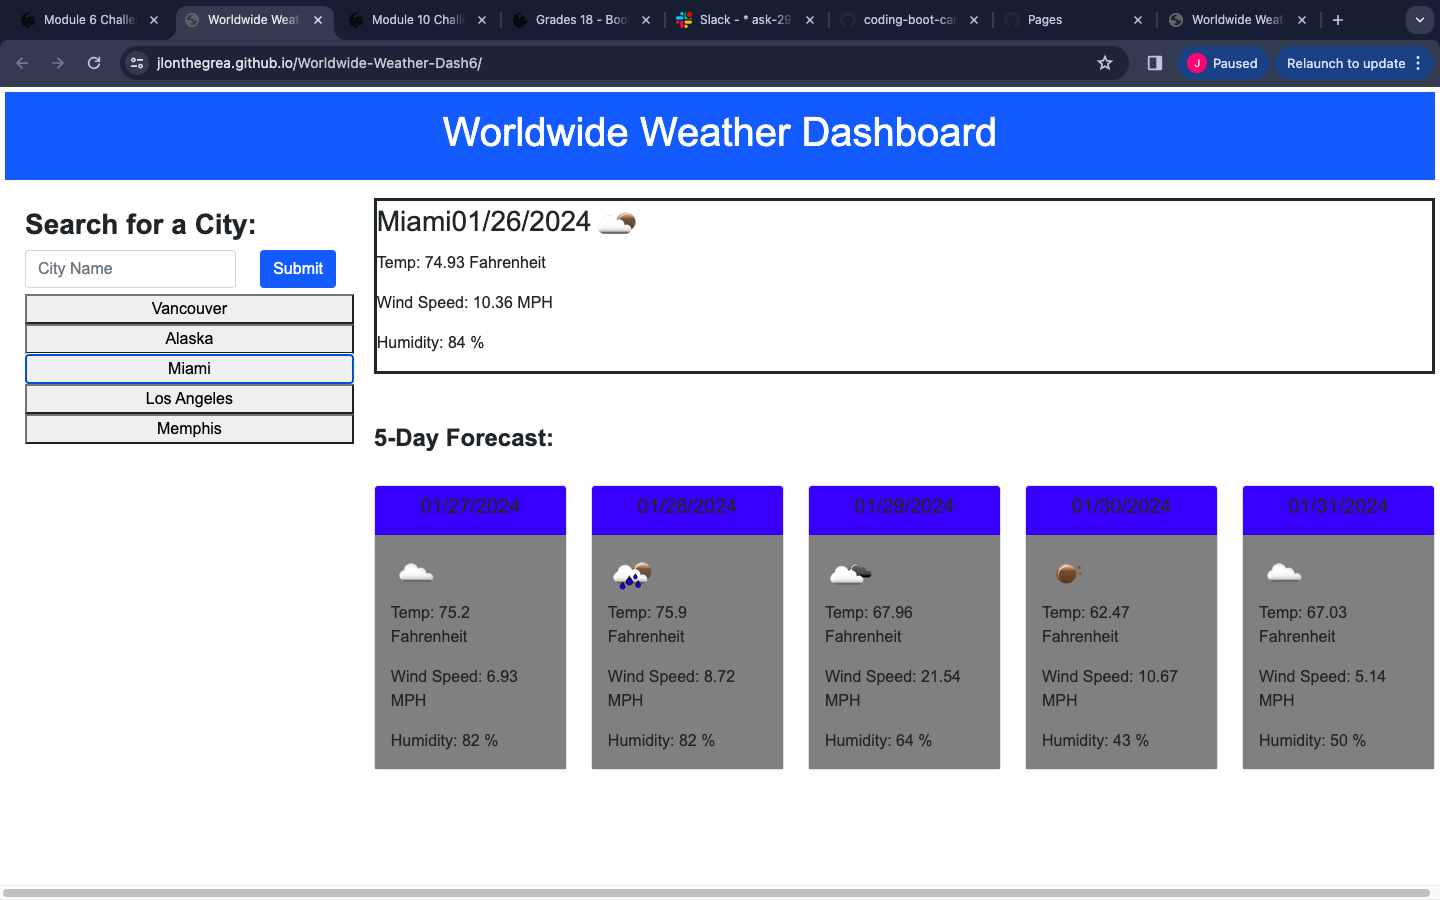 Module 6 Challe
Worldwide Weat
Module 10 Chall
Grades 18 - Boo
Slack - * ask-29
coding-boot-car
Pages
Worldwide Weat
jlonthegrea.github.io/Worldwide-Weather-Dash6/
J
Paused
Relaunch to update
Worldwide Weather Dashboard
Search for a City:
City Name
Submit
Vancouver
Alaska
Miami
Los Angeles
Memphis
Miami01/26/2024
Temp: 74.93 Fahrenheit
Wind Speed: 10.36 MPH
Humidity: 84 %
5-Day Forecast:
01/27/2024
Temp: 75.2
Fahrenheit
Wind Speed: 6.93
MPH
Humidity: 82 %
01/28/2024
Temp: 75.9
Fahrenheit
Wind Speed: 8.72
MPH
Humidity: 82 %
01/29/2024
Temp: 67.96
Fahrenheit
Wind Speed: 21.54
MPH
Humidity: 64 %
01/30/2024
Temp: 62.47
Fahrenheit
Wind Speed: 10.67
MPH
Humidity: 43 %
01/31/2024
Temp: 67.03
Fahrenheit
Wind Speed: 5.14
MPH
Humidity: 50 %